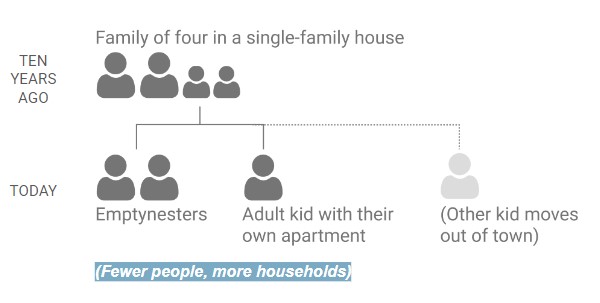 Family of four in a single-family house
TEN
YEARS
AGO
TODAY
Emptynesters
Adult kid with their
own apartment
(Other kid moves
out of town)
(Fewer people, more households)